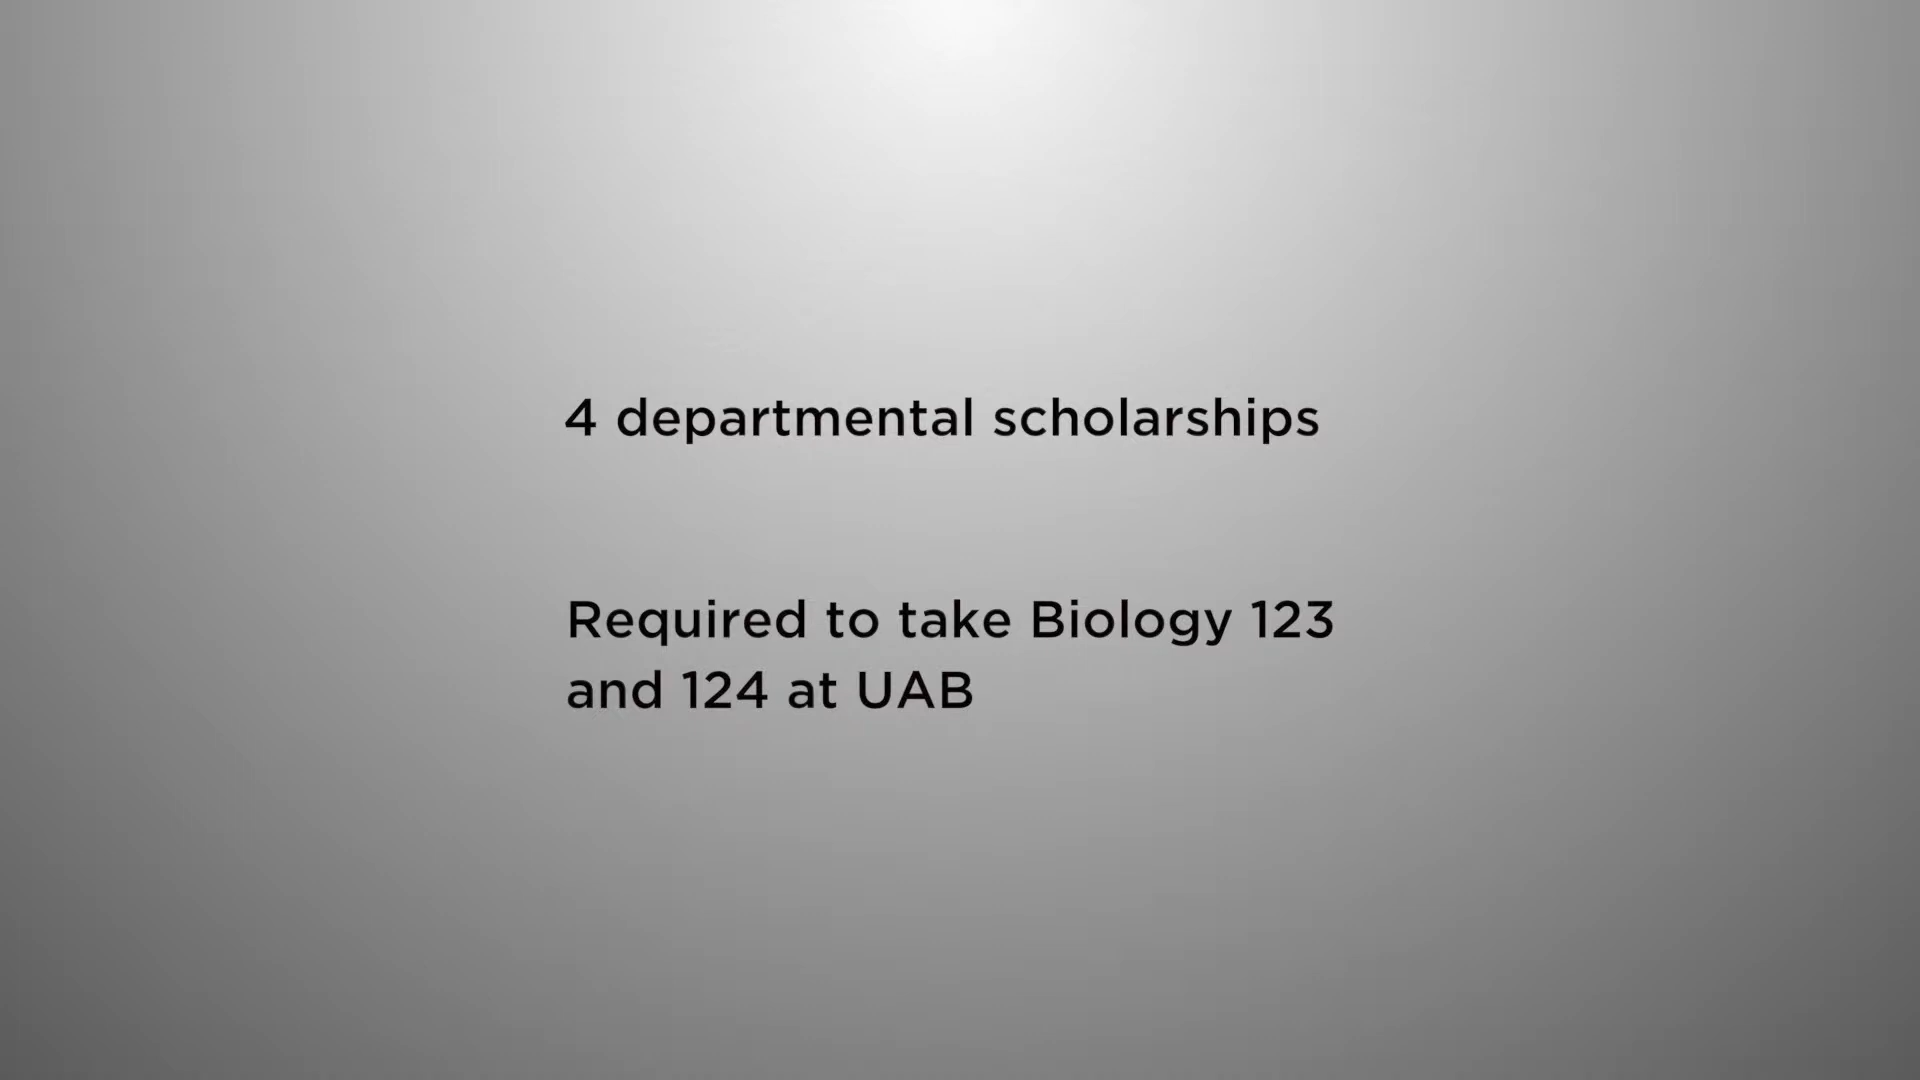 4 departmental scholarships
Required to take Biology 123
and 124 at UAB